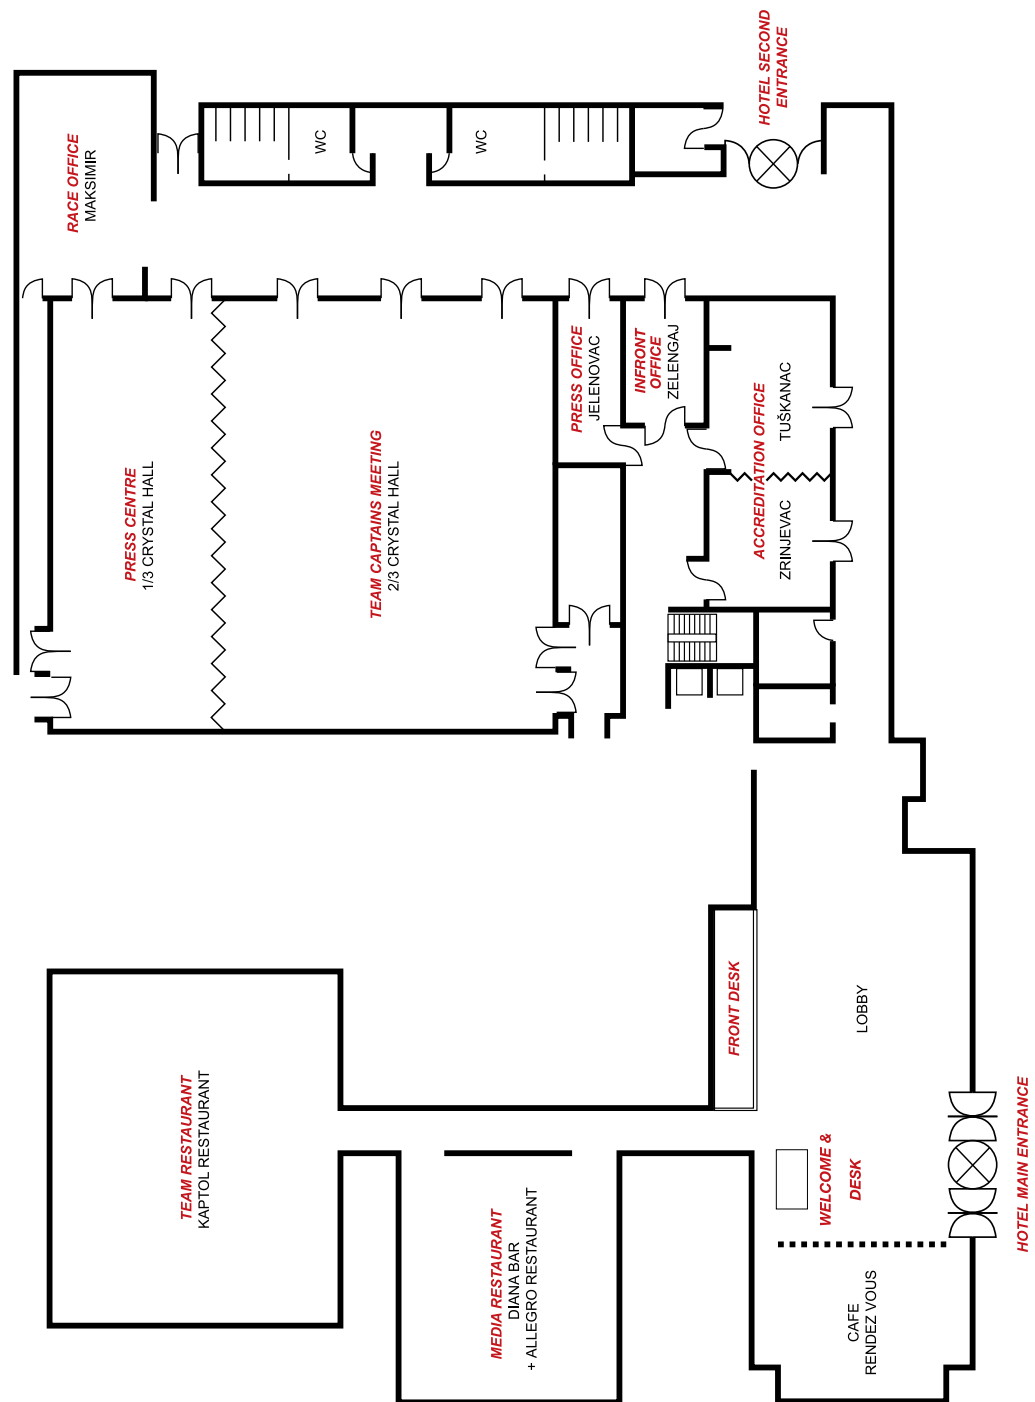 HOTEL SECOND
ENTRANCE
RACE OFFICE
MAKSIMIR
WC
WC
PRESS OFFICE
JELENOVAC
INFRONT
OFFICE
ZELENGAJ
ACCREDITATION OFFICE
TUŠKANAC
ZRINJEVAC
PRESS CENTRE
1/3 CRYSTAL HALL
TEAM CAPTAINS MEETING
2/3 CRYSTAL HALL
FRONT DESK
LOBBY
TEAM RESTAURANT
KAPTOL RESTAURANT
WELCOME &
DESK
HOTEL MAIN ENTRANCE
MEDIA RESTAURANT
DIANA BAR
+ ALLEGRO RESTAURANT
CAFE
RENDEZ VOUS